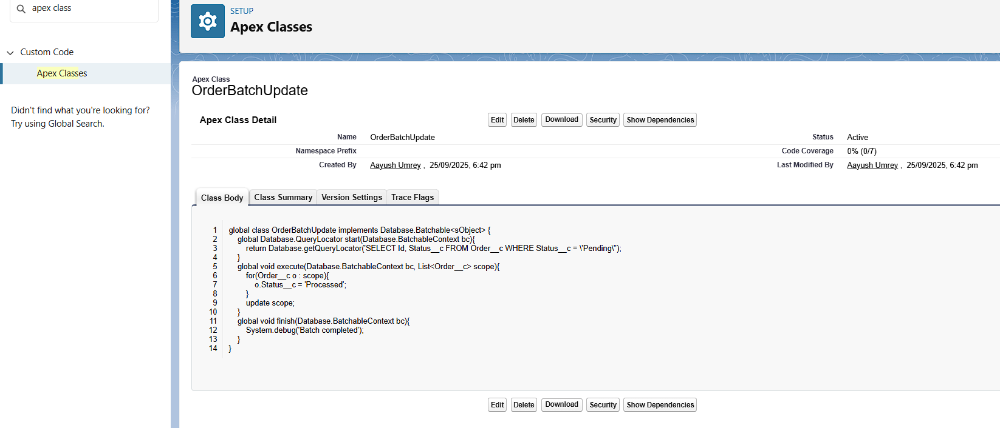 apex class
Custom Code
Apex Classes
Didn't find what you're looking for?
Try using Global Search.
SETUP
Apex Classes
Apex Class
OrderBatchUpdate
Apex Class Detail
Edit Delete Download Security Show Dependencies
Name OrderBatchUpdate Status Active
Namespace Prefix Code Coverage 0% (0/7)
Created By Aayush Umrey , 25/09/2025, 6:42 pm Last Modified By Aayush Umrey , 25/09/2025, 6:42 pm
Class Body Class Summary Version Settings Trace Flags
1 global class OrderBatchUpdate implements Database.Batchable<sObject> {
2 global Database.QueryLocator start(Database.BatchableContext bc){
3 return Database.getQueryLocator('SELECT Id, Status__c FROM Order__c WHERE Status__c = \'Pending\'');
4 }
5 global void execute(Database.BatchableContext bc, List<Order__c> scope){
6 for(Order__c o : scope){
7 o.Status__c = 'Processed';
8 }
9 update scope;
10 }
11 global void finish(Database.BatchableContext bc){
12 System.debug('Batch completed');
13 }
14 }
Edit Delete Download Security Show Dependencies